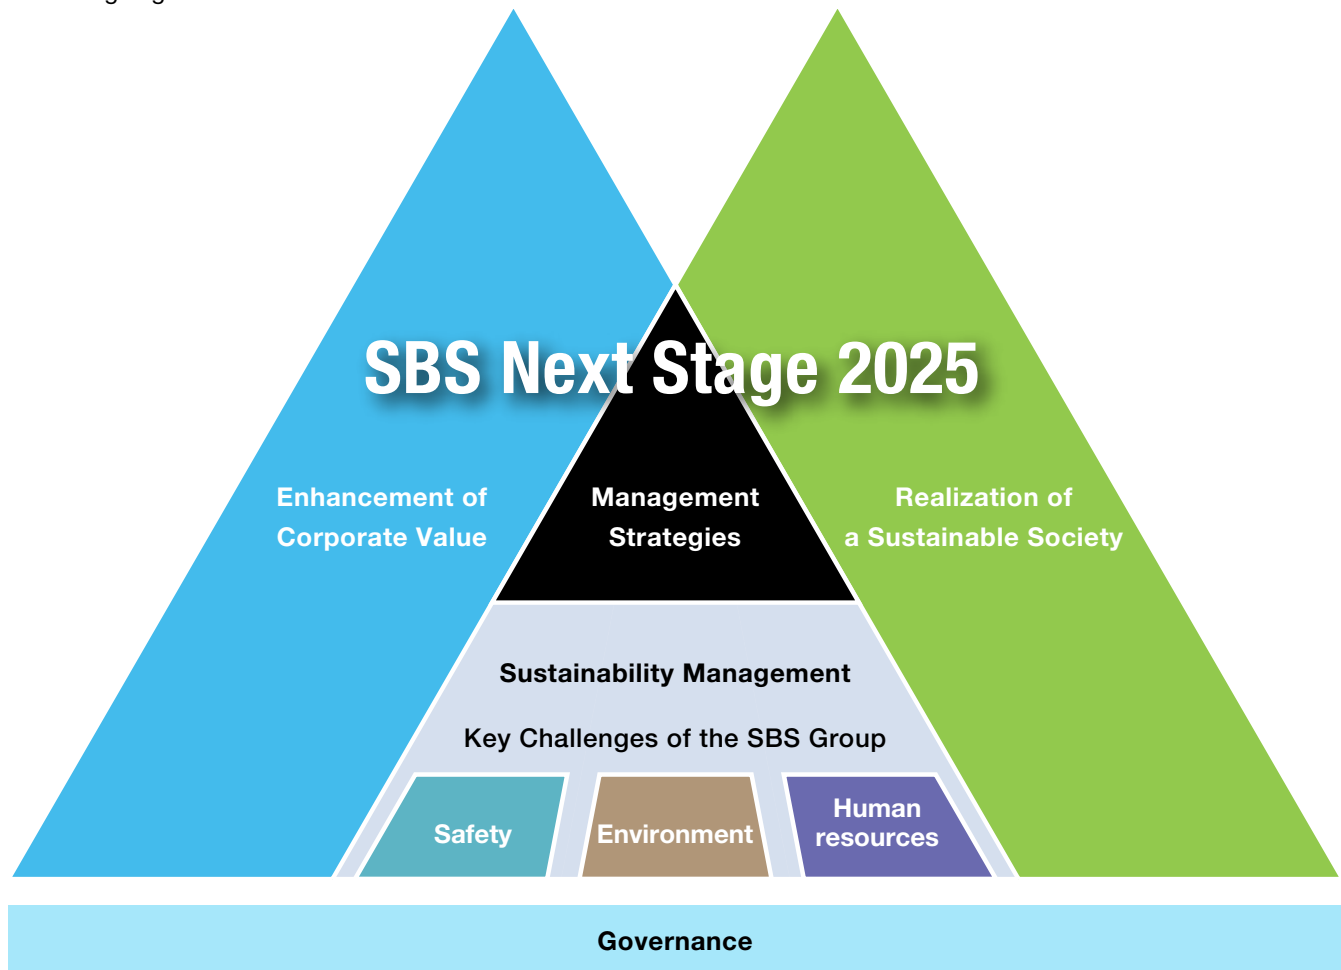 SBS Next Stage 2025
Enhancement of
Corporate Value
Management
Strategies
Realization of
a Sustainable Society
Sustainability Management
Key Challenges of the SBS Group
Safety
Environment
Human
resources
Governance